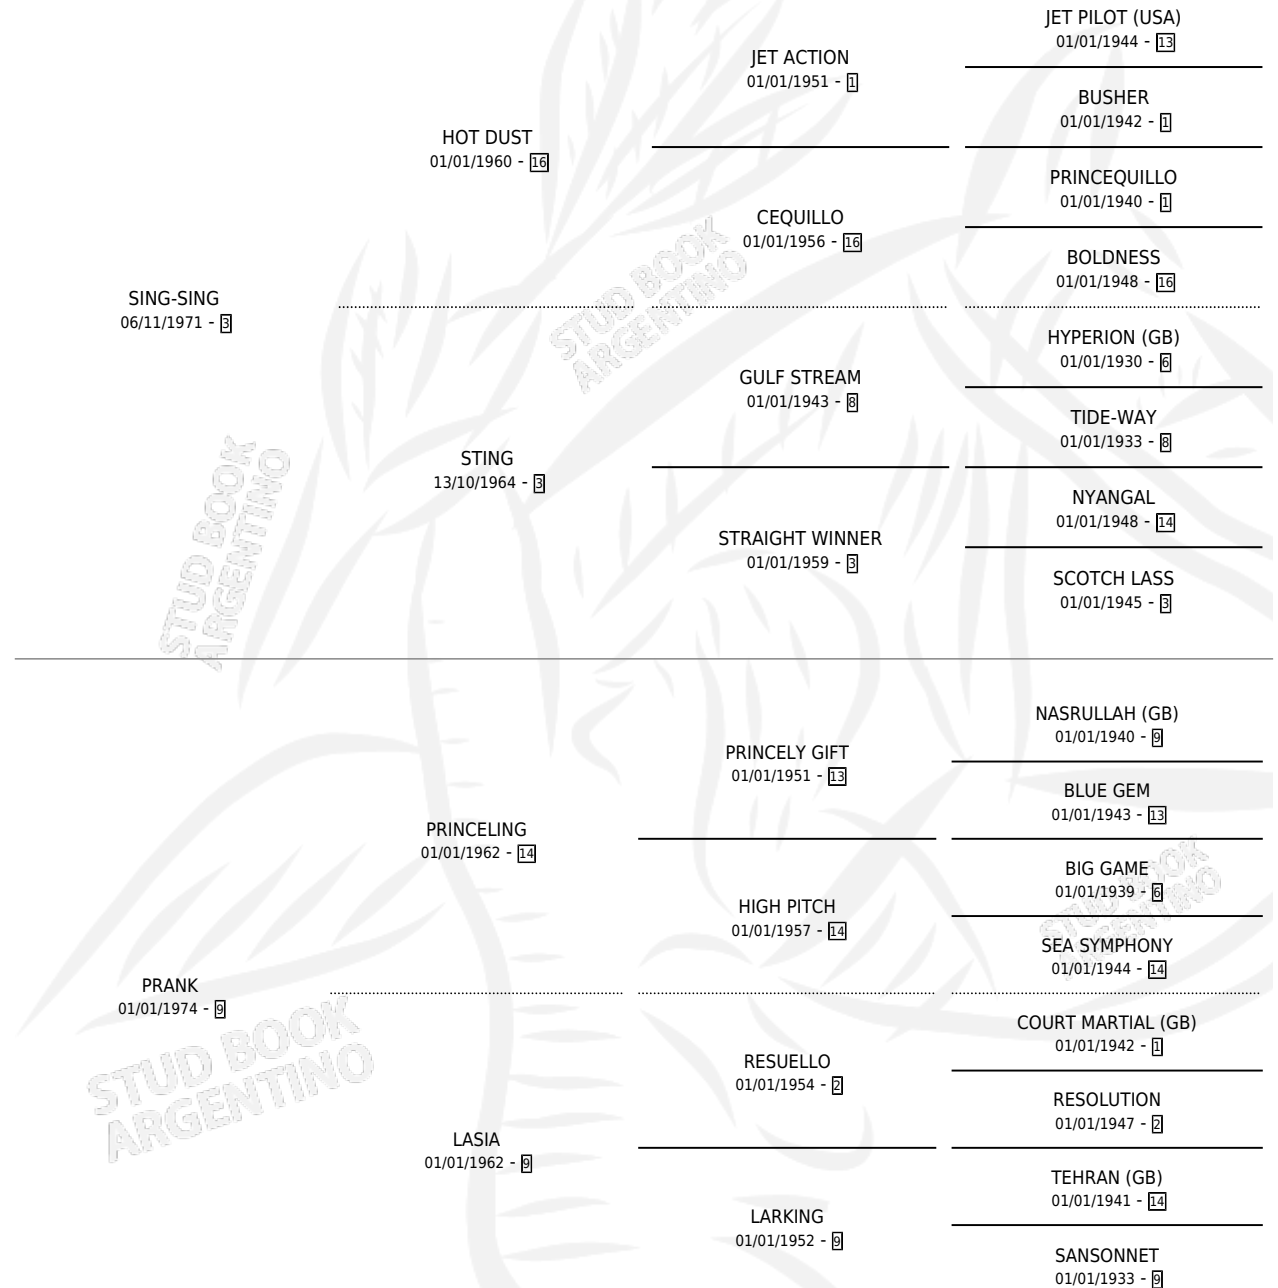 JET PILOT (USA)
01/01/1944 - 13
JET ACTION
01/01/1951 - 1
BUSHER
01/01/1942 - 1
HOT DUST
01/01/1960 - 16
PRINCEQUILLO
01/01/1940 - 1
CEQUILLO
01/01/1956 - 16
BOLDNESS
01/01/1948 - 16
SING-SING
06/11/1971 - 3
HYPERION (GB)
01/01/1930 - 6
GULF STREAM
01/01/1943 - 8
TIDE-WAY
01/01/1933 - 8
STING
13/10/1964 - 3
NYANGAL
01/01/1948 - 14
STRAIGHT WINNER
01/01/1959 - 3
SCOTCH LASS
01/01/1945 - 3
STUD BOOK
ARGENTINO
STUD BOOK
ARGENTINO
NASRULLAH (GB)
01/01/1940 - 9
PRINCELY GIFT
01/01/1951 - 13
BLUE GEM
01/01/1943 - 13
PRINCELING
01/01/1962 - 14
BIG GAME
01/01/1939 - 6
HIGH PITCH
01/01/1957 - 14
SEA SYMPHONY
01/01/1944 - 14
PRANK
01/01/1974 - 9
COURT MARTIAL (GB)
01/01/1942 - 1
RESUELLO
01/01/1954 - 2
RESOLUTION
01/01/1947 - 2
LASIA
01/01/1962 - 9
TEHRAN (GB)
01/01/1941 - 14
LARKING
01/01/1952 - 9
SANSONNET
01/01/1933 - 9
STUD BOOK
ARGENTINO
STUD BOOK
ARGENTINO